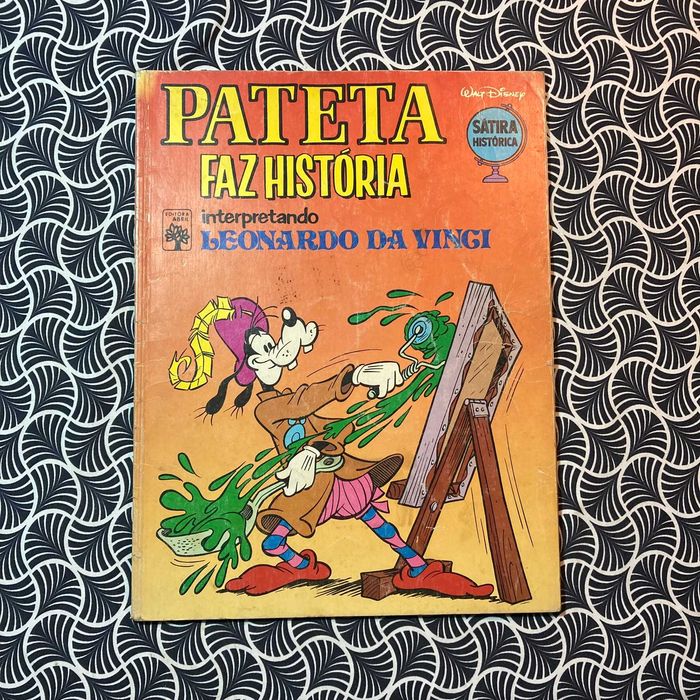 Walt Disney
PATETA
SÁTIRA
HISTÓRICA
FAZ HISTÓRIA
EDITORA
ABRIL
interpretando
LEONARDO DA VINCI